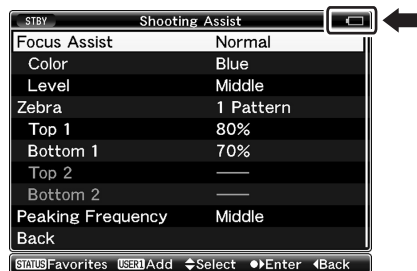 STBY Shooting Assist
Focus Assist Normal
Color Blue
Level Middle
Zebra 1 Pattern
Top 1 80%
Bottom 1 70%
Top 2 ——
Bottom 2 ——
Peaking Frequency Middle
Back
STATUS Favorites USER1 Add Select Enter Back